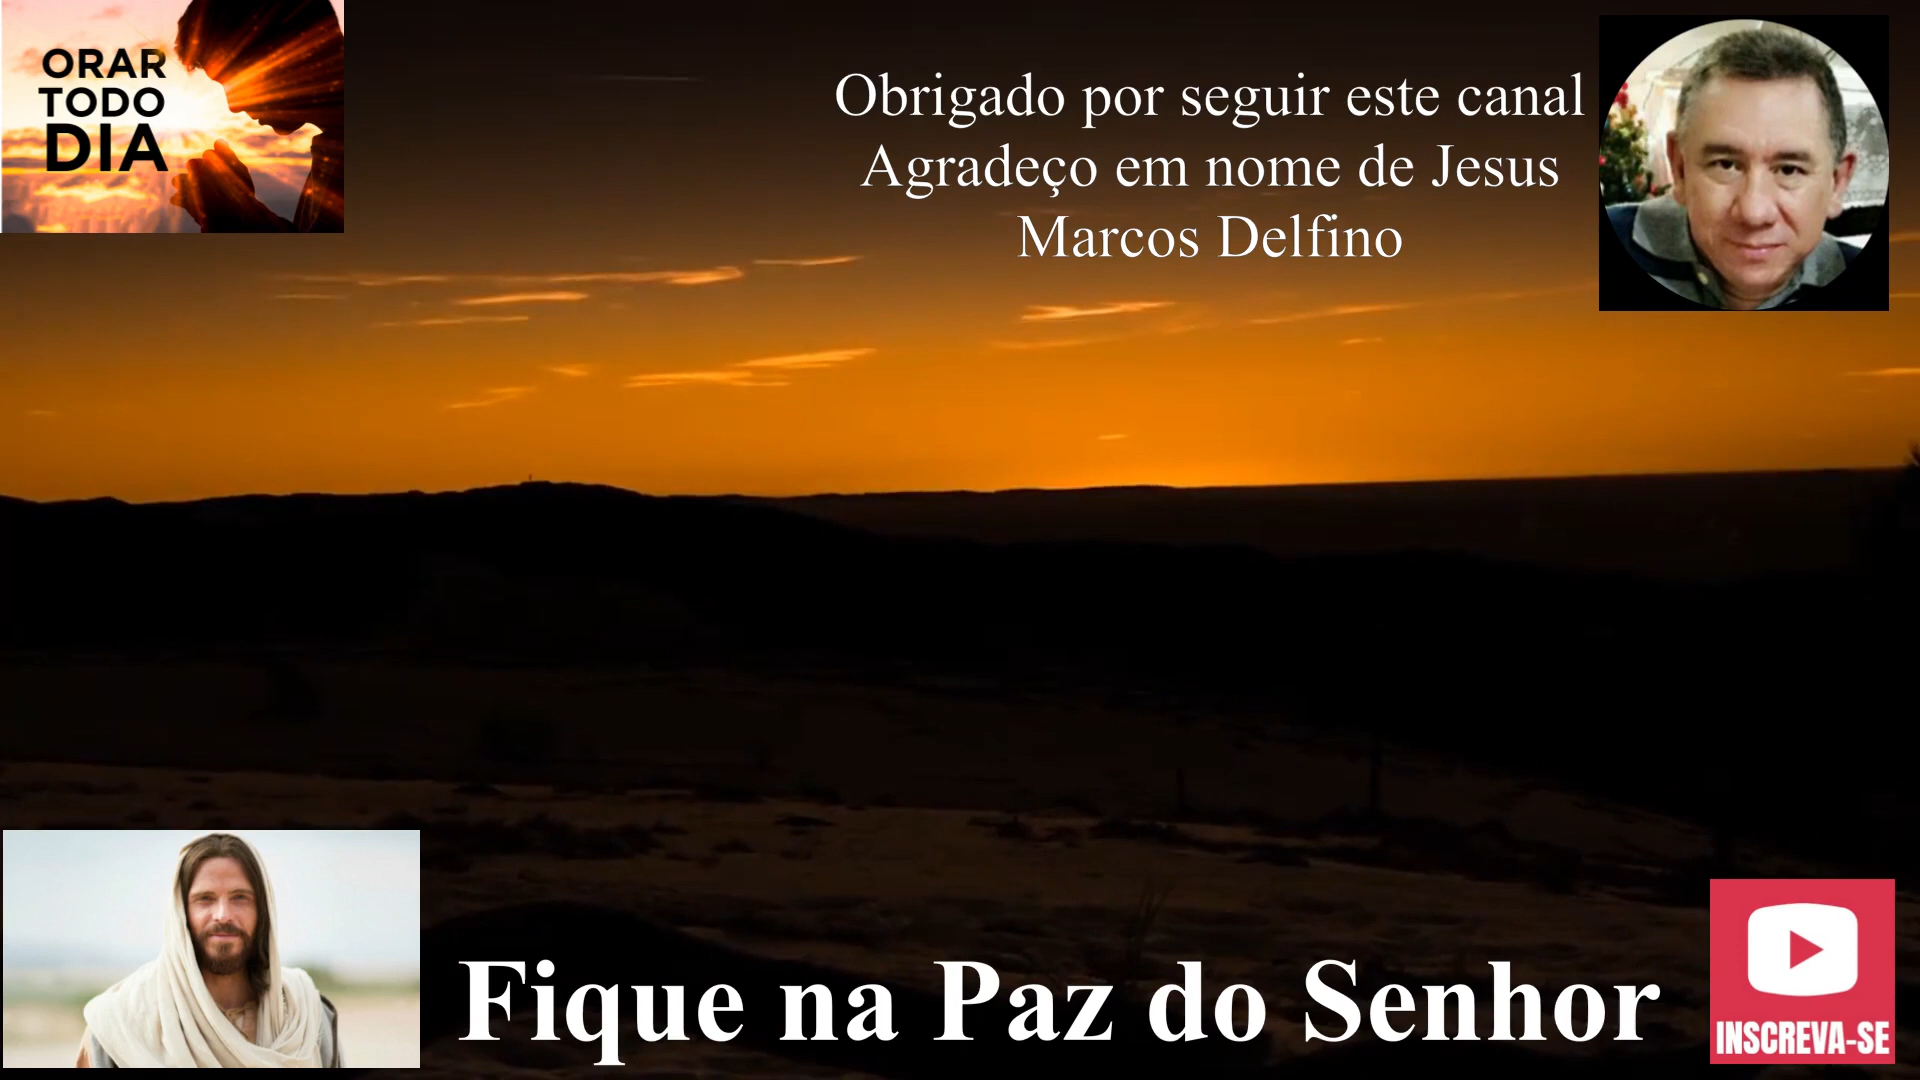 ORAR
TODO
DIA
Obrigado por seguir este canal
Agradeço em nome de Jesus
Marcos Delfino
Fique na Paz do Senhor
INSCREVA-SE